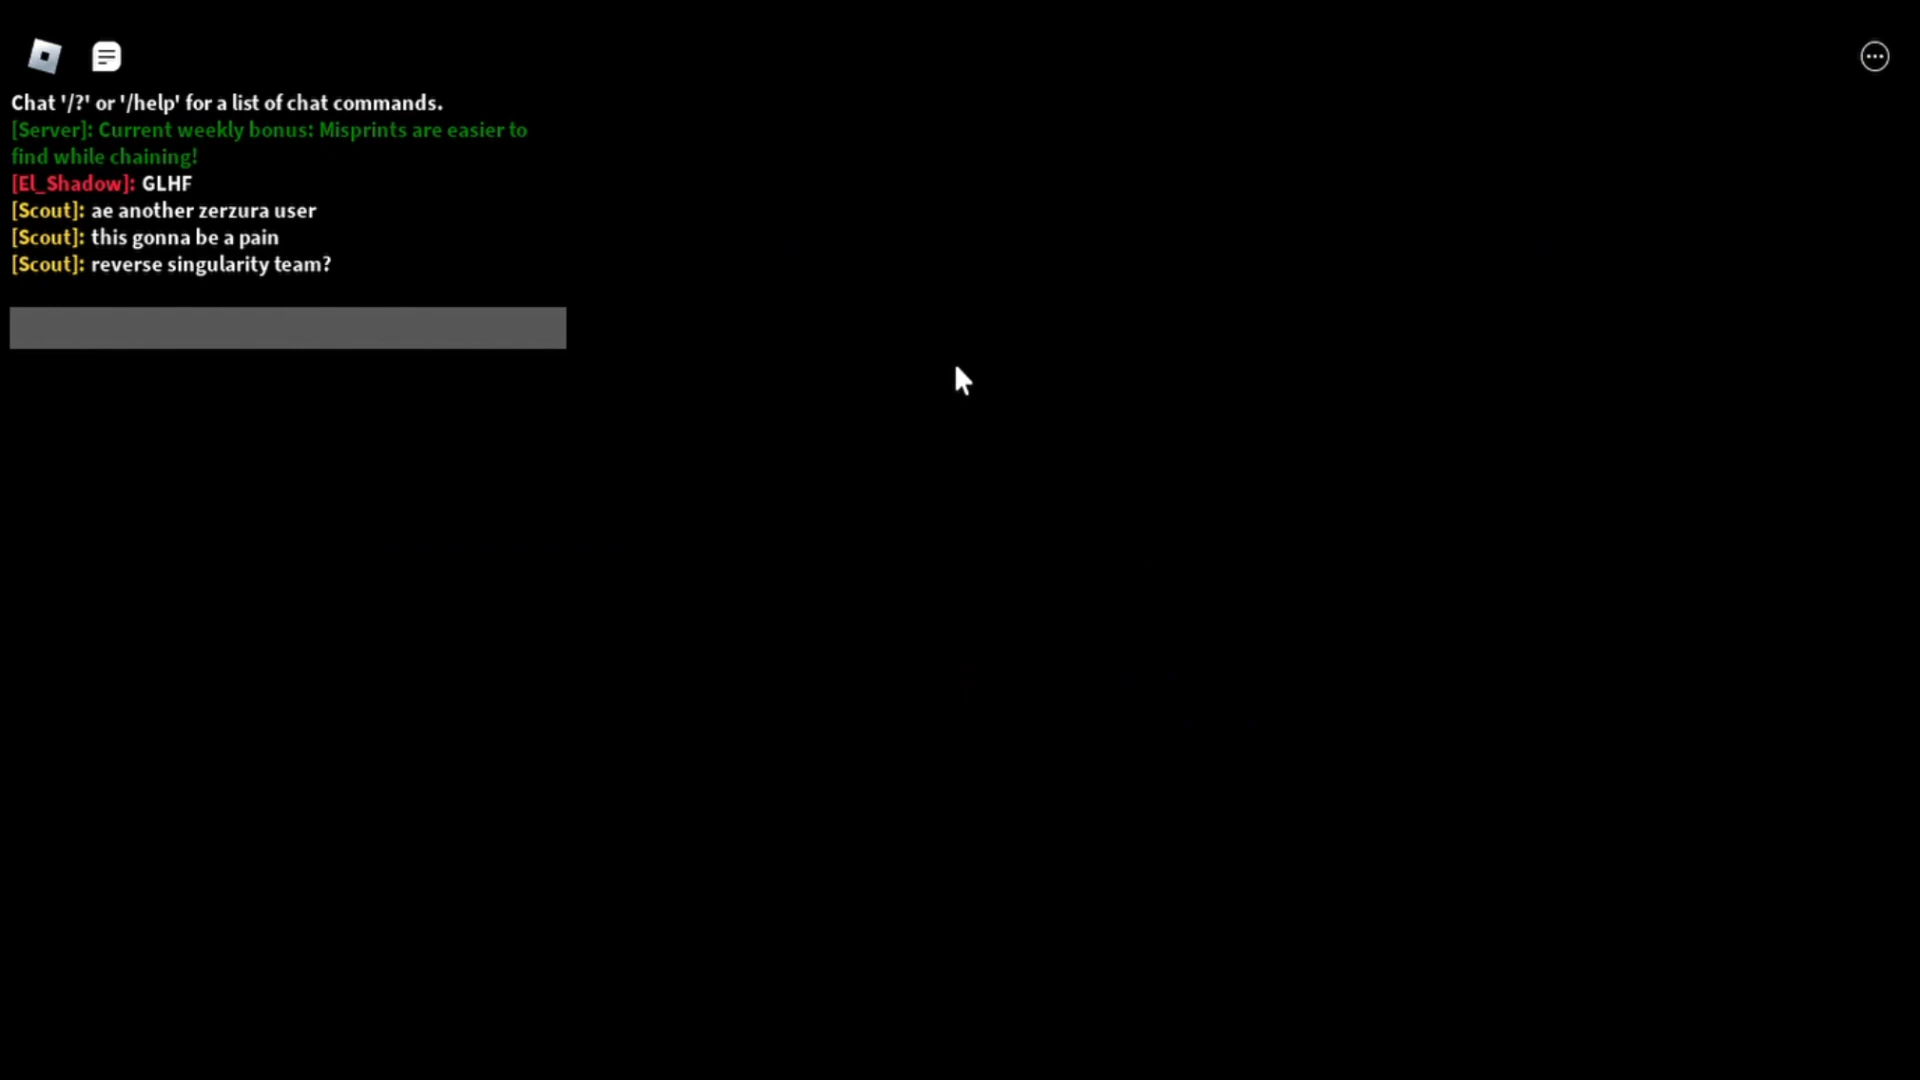 Chat '/?' or '/help' for a list of chat commands.
[Server]: Current weekly bonus: Misprints are easier to
find while chaining!
[El_Shadow]: GLHF
[Scout]: ae another zerzura user
[Scout]: this gonna be a pain
[Scout]: reverse singularity team?